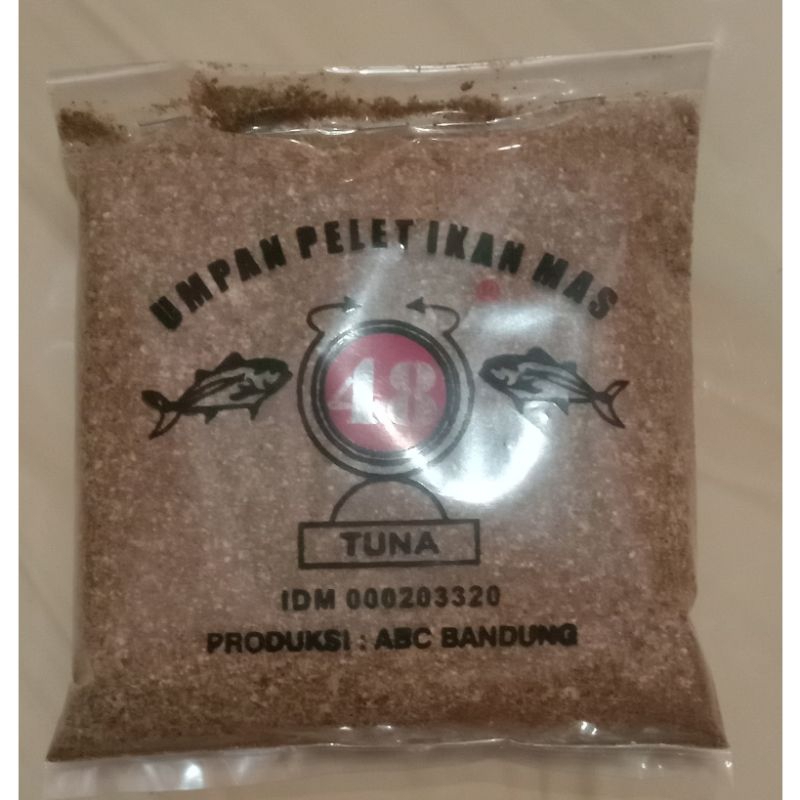 UMPAN PELET IKAN MAS
48
TUNA
IDM 000203320
PRODUKSI : ABC BANDUNG